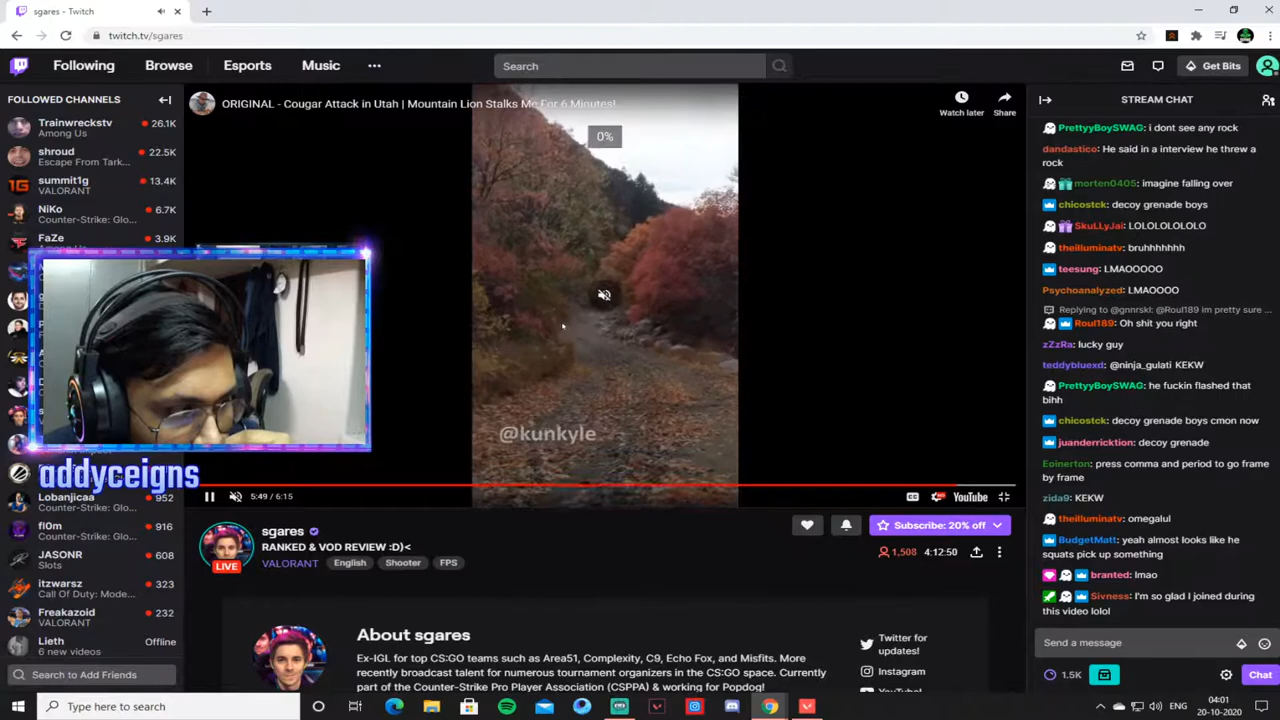 sgares - Twitch
twitch.tv/sgares
Following Browse Esports Music
Search
Get Bits
FOLLOWED CHANNELS
Trainwreckstv 26.1K
Among Us
shroud 22.5K
Escape From Tark...
summit1g 13.4K
VALORANT
NiKo 6.7K
Counter-Strike: Glo...
FaZe 3.9K
addyceigns
Lobanjicaa 952
Counter-Strike: Glo...
fl0m 916
Counter-Strike: Glo...
JASONR 608
Slots
itzwarsz 323
Call Of Duty: Mode...
Freakazoid 232
VALORANT
Lieth Offline
6 new videos
Search to Add Friends
ORIGINAL - Cougar Attack in Utah | Mountain Lion Stalks Me For 6 Minutes!
Watch later Share
0%
@kunkyle
5:49 / 6:15
CC
YouTube
sgares
RANKED & VOD REVIEW :D)<
VALORANT English Shooter FPS
LIVE
Subscribe: 20% off
1,508 4:12:50
About sgares
Ex-IGL for top CS:GO teams such as Area51, Complexity, C9, Echo Fox, and Misfits. More
recently broadcast talent for numerous tournament organizers in the CS:GO space. Currently
part of the Counter-Strike Pro Player Association (CSPPA) & working for Popdog!
Twitter for
updates!
Instagram
STREAM CHAT
PrettyyBoySWAG: i dont see any rock
dandastico: He said in a interview he threw a
rock
morten0405: imagine falling over
chicostck: decoy grenade boys
SkuLLyJai: LOLOLOLOLOLO
theilluminatv: bruhhhhhhh
teesung: LMAOOOOO
Psychoanalyzed: LMAOOOO
Replying to @gnnrskl: @Roul189 im pretty sure ...
Roul189: Oh shit you right
zZzRa: lucky guy
teddybluexd: @ninja_gulati KEKW
PrettyyBoySWAG: he fuckin flashed that
bihh
chicostck: decoy grenade boys cmon now
juanderricktion: decoy grenade
Eoinerton: press comma and period to go frame
by frame
zida9: KEKW
theilluminatv: omegalul
BudgetMatt: yeah almost looks like he
squats pick up something
branted: lmao
Sivness: I'm so glad I joined during
this video lolol
Send a message
1.5K
Chat
Type here to search
04:01
20-10-2020